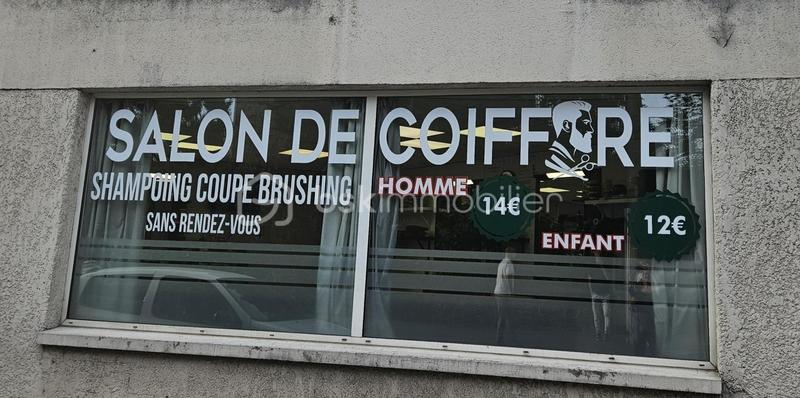 SALON DE COIFFURE
SHAMPOING COUPE BRUSHING
SANS RENDEZ-VOUS
HOMME 14€
ENFANT 12€